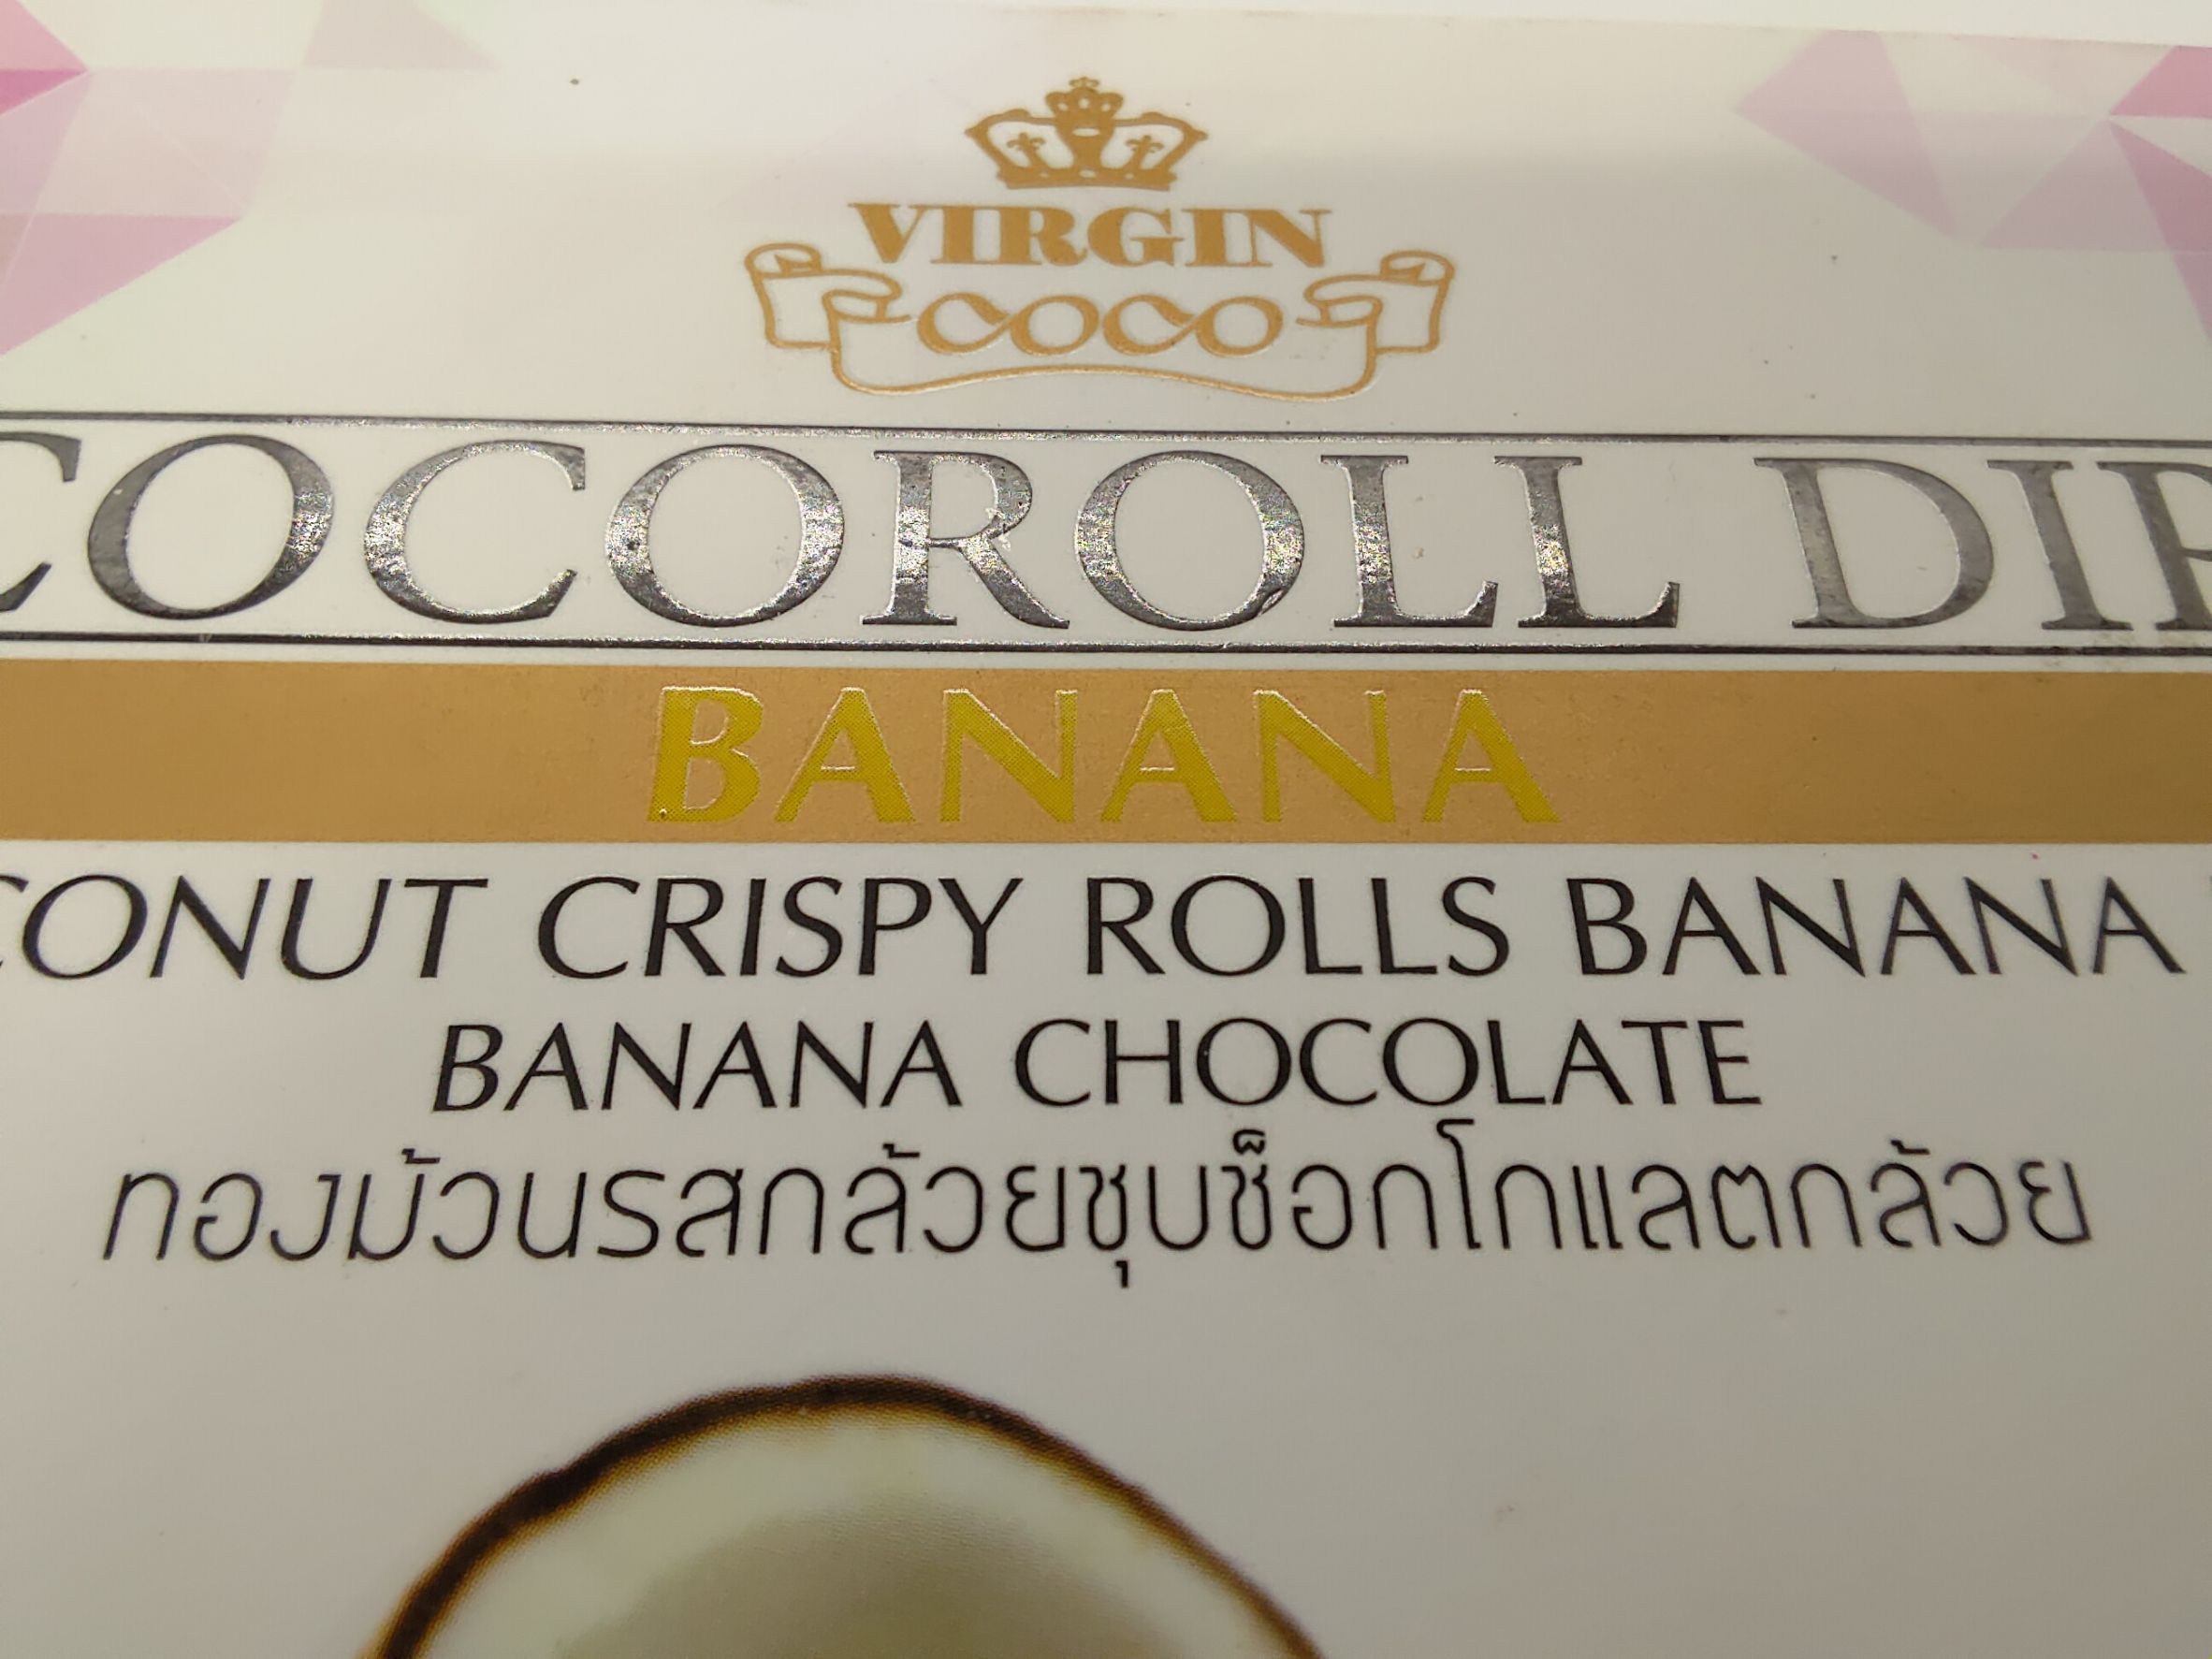 VIRGIN
COCO
COCOROLL DIP
BANANA
CONUT CRISPY ROLLS BANANA
BANANA CHOCOLATE
ทองม้วนรสกล้วยชุบช็อกโกแลตกล้วย